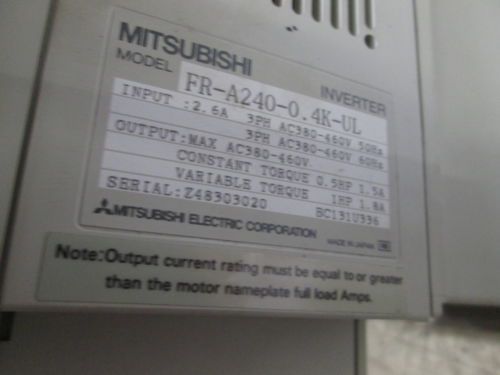 MITSUBISHI
MODEL FR-A240-0.4K-UL INVERTER
INPUT :2.6A 3PH AC380-460V 50Hz
3PH AC380-460V 60Hz
OUTPUT:MAX AC380-460V
CONSTANT TORQUE 0.5HP 1.5A
VARIABLE TORQUE 1HP 1.8A
SERIAL:Z48303020 BC131U336
MITSUBISHI ELECTRIC CORPORATION MADE IN JAPAN
Note:Output current rating must be equal to or greater
than the motor nameplate full load Amps.